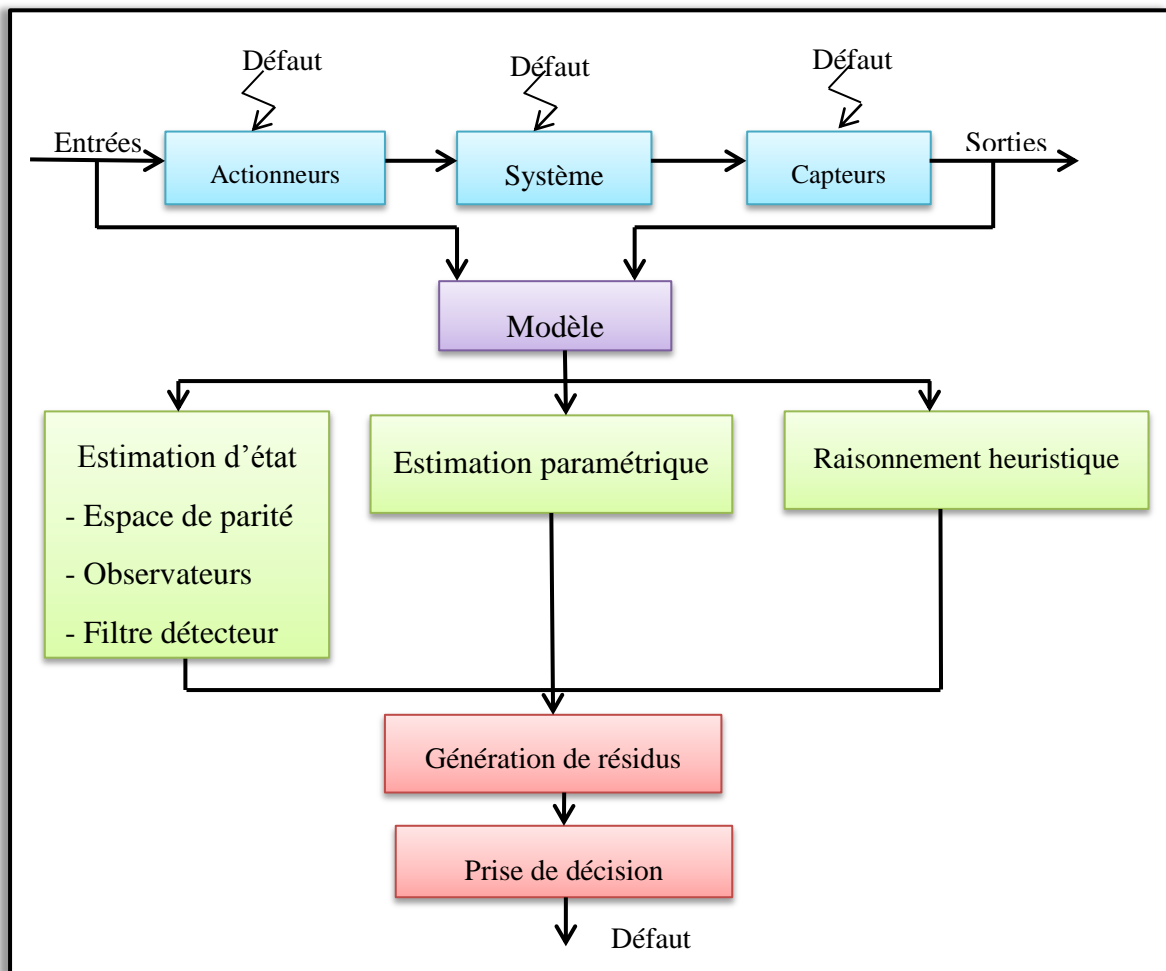 Défaut
Défaut
Défaut
Entrées
Sorties
Actionneurs
Système
Capteurs
Modèle
Estimation d’état
- Espace de parité
- Observateurs
- Filtre détecteur
Estimation paramétrique
Raisonnement heuristique
Génération de résidus
Prise de décision
Défaut